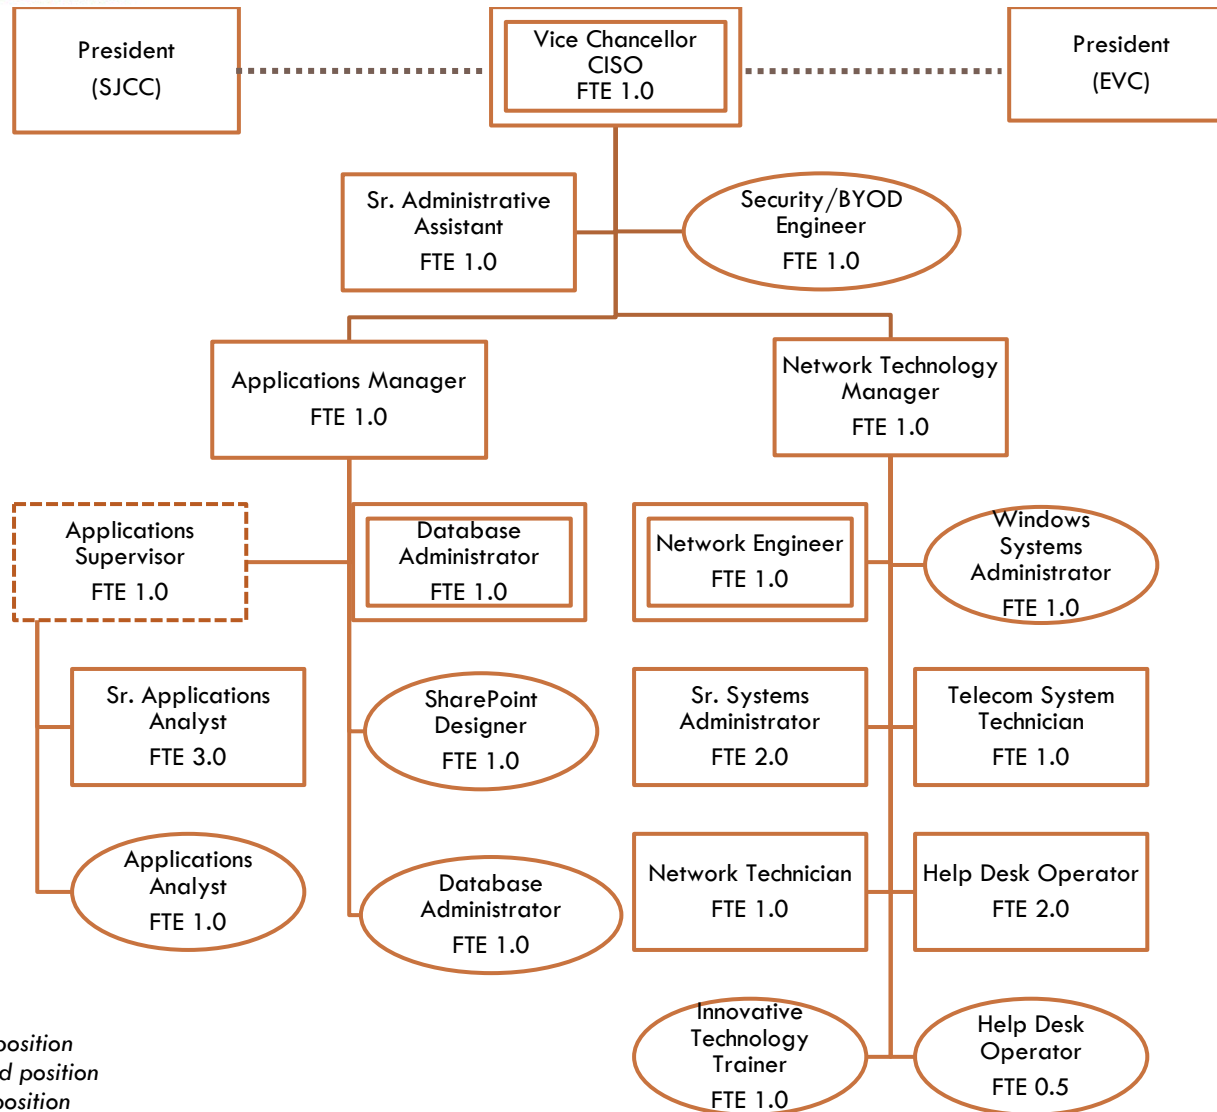 President
(SJCC)
Vice Chancellor
CISO
FTE 1.0
President
(EVC)
Sr. Administrative
Assistant
FTE 1.0
Security/BYOD
Engineer
FTE 1.0
Applications Manager
FTE 1.0
Network Technology
Manager
FTE 1.0
Applications
Supervisor
FTE 1.0
Database
Administrator
FTE 1.0
Network Engineer
FTE 1.0
Windows
Systems
Administrator
FTE 1.0
Sr. Applications
Analyst
FTE 3.0
SharePoint
Designer
FTE 1.0
Sr. Systems
Administrator
FTE 2.0
Telecom System
Technician
FTE 1.0
Applications
Analyst
FTE 1.0
Database
Administrator
FTE 1.0
Network Technician
FTE 1.0
Help Desk Operator
FTE 2.0
Innovative
Technology
Trainer
FTE 1.0
Help Desk
Operator
FTE 0.5
position
d position
position